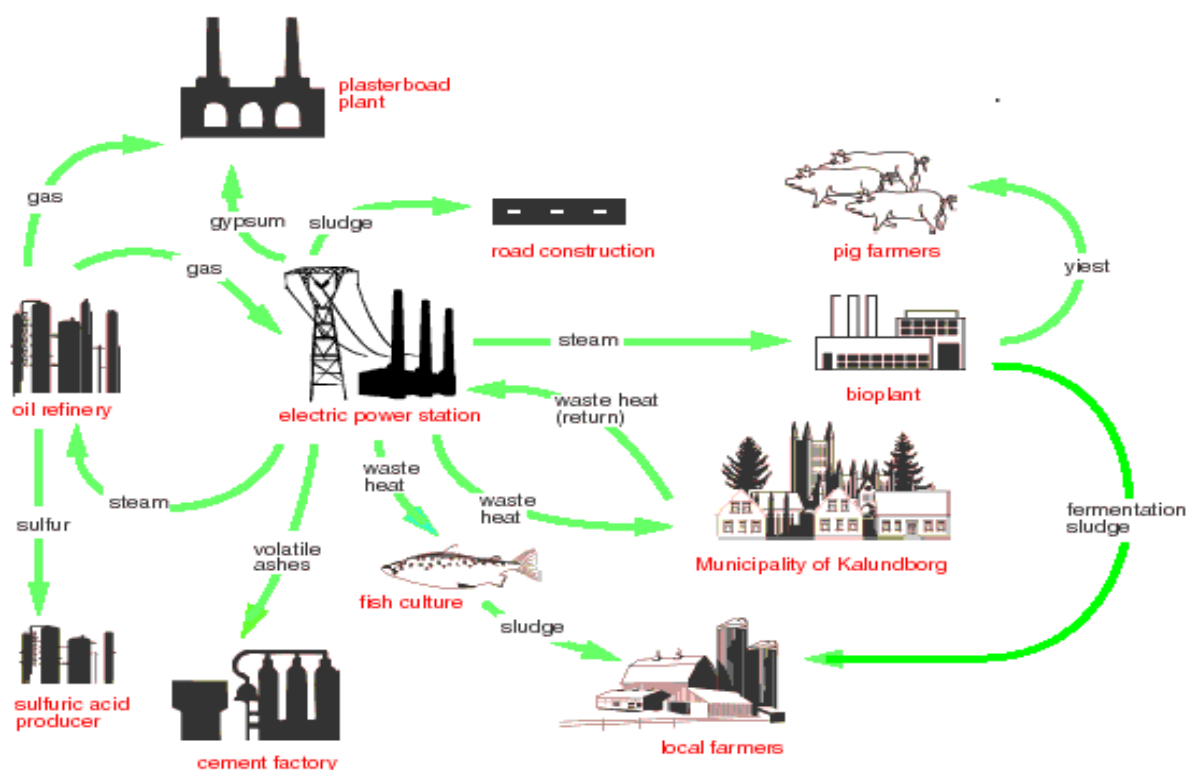 plasterboad
plant
gas
gypsum
sludge
road construction
pig farmers
gas
yiest
steam
oil refinery
electric power station
waste heat
(return)
bioplant
waste
heat
steam
waste
heat
sulfur
fermentation
sludge
volatile
ashes
Municipality of Kalundborg
fish culture
sludge
sulfuric acid
producer
local farmers
cement factory